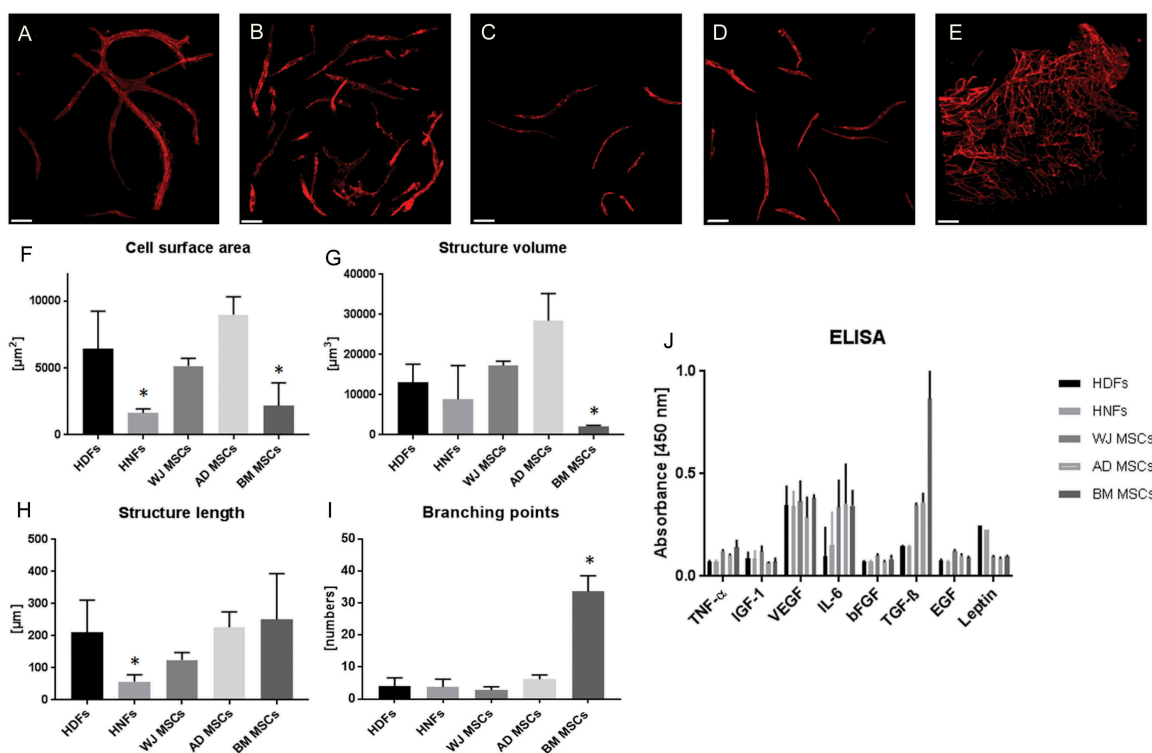 A B C D E
F Cell surface area
[µm²]
10000
5000
0
*
*
HDFs HNFs WJ MSCs AD MSCs BM MSCs
G Structure volume
[µm³]
40000
30000
20000
10000
0
*
HDFs HNFs WJ MSCs AD MSCs BM MSCs
H Structure length
[µm]
500
400
300
200
100
0
*
HDFs HNFs WJ MSCs AD MSCs BM MSCs
I Branching points
[numbers]
50
40
30
20
10
0
*
HDFs HNFs WJ MSCs AD MSCs BM MSCs
J ELISA
Absorbance [450 nm]
1.0
0.5
0.0
TNF-α IGF-1 VEGF IL-6 bFGF TGF-ß EGF Leptin
HDFs
HNFs
WJ MSCs
AD MSCs
BM MSCs